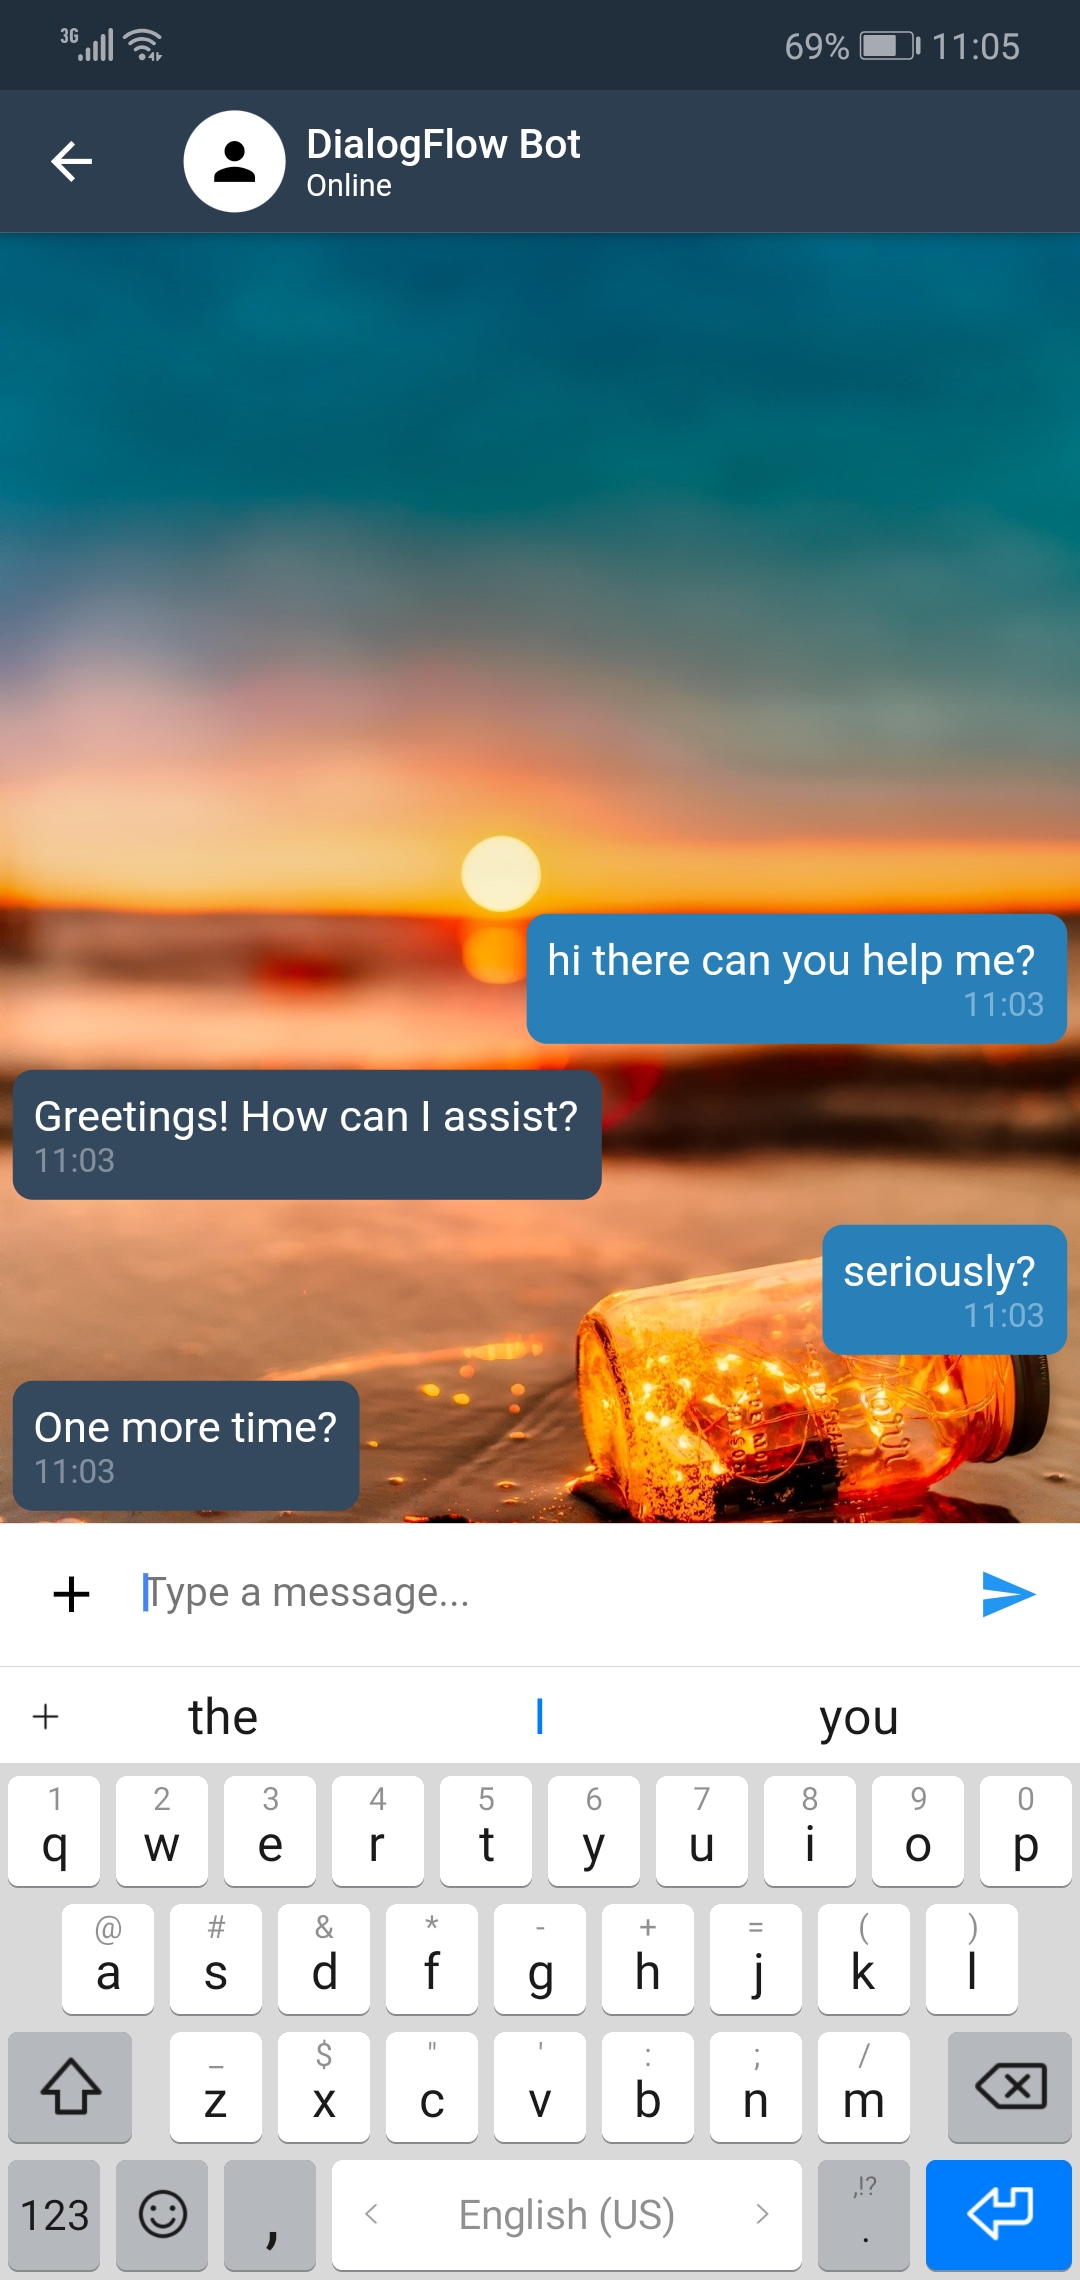 3G 69% 11:05
DialogFlow Bot
Online
hi there can you help me?
11:03
Greetings! How can I assist?
11:03
seriously?
11:03
One more time?
11:03
Type a message...
the I you
1 2 3 4 5 6 7 8 9 0
q w e r t y u i o p
@ # & * - + = ( )
a s d f g h j k l
_ $ " ' : ; /
z x c v b n m
,!?
123 , < English (US) > .